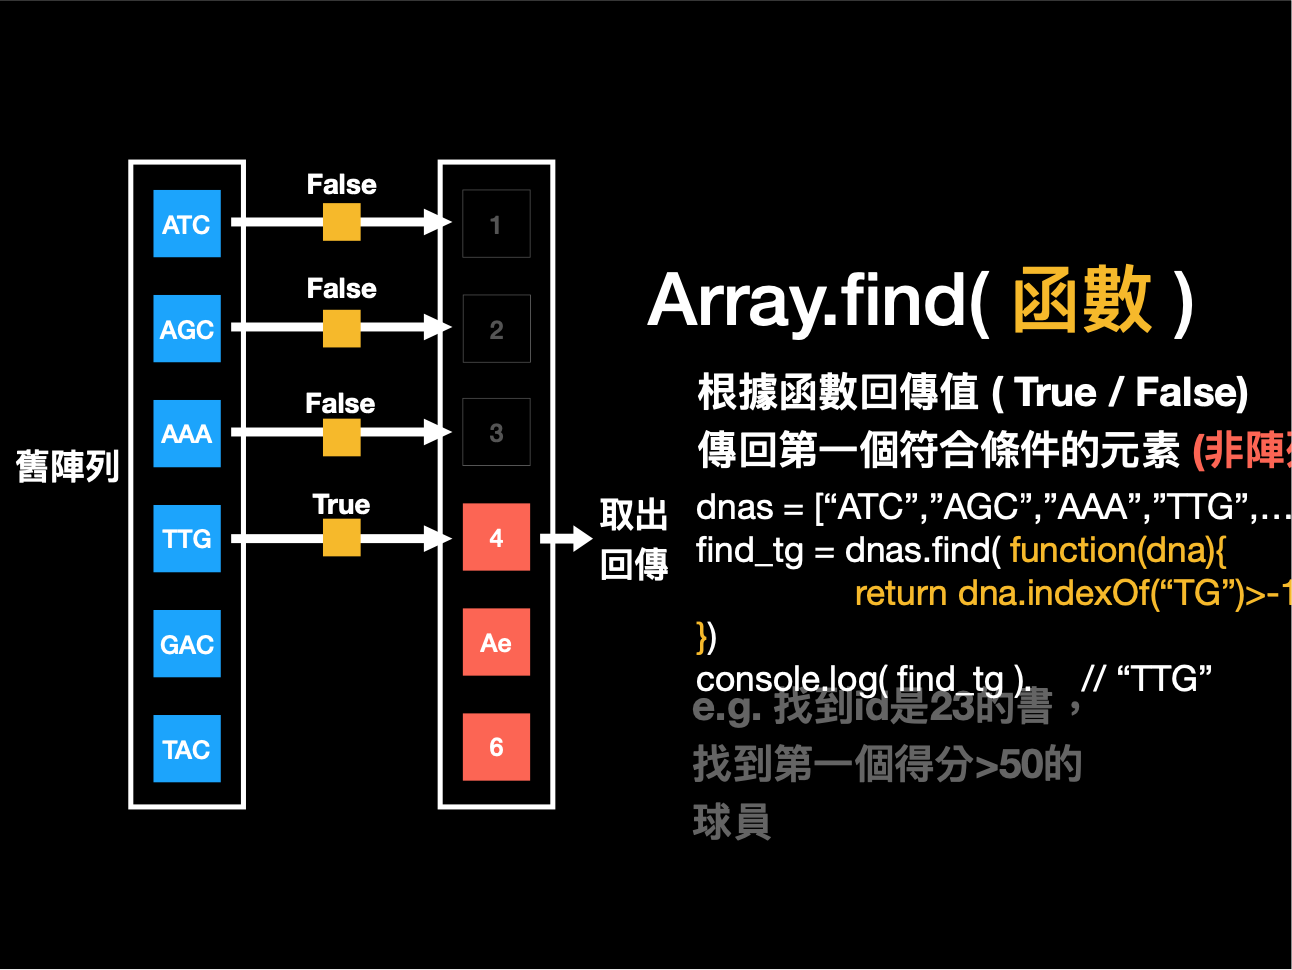 False
ATC
1
False
AGC
2
False
AAA
3
舊陣列
True
TTG
4
取出
回傳
GAC
Ae
TAC
6
Array.find( 函數 )
根據函數回傳值 ( True / False)
傳回第一個符合條件的元素 (非陣列
dnas = [“ATC”,”AGC”,”AAA”,”TTG”,…
find_tg = dnas.find( function(dna){
return dna.indexOf(“TG”)>-1
})
console.log( find_tg ). // “TTG”
e.g. 找到id是23的書，
找到第一個得分>50的
球員